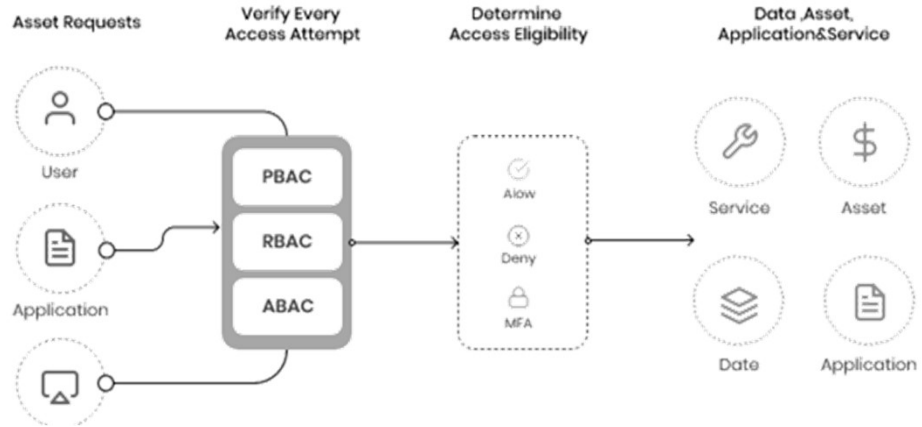 Asset Requests
Verify Every
Access Attempt
Determine
Access Eligibility
Data ,Asset,
Application&Service
User
Application
PBAC
RBAC
ABAC
Alow
Deny
MFA
Service
Asset
Date
Application